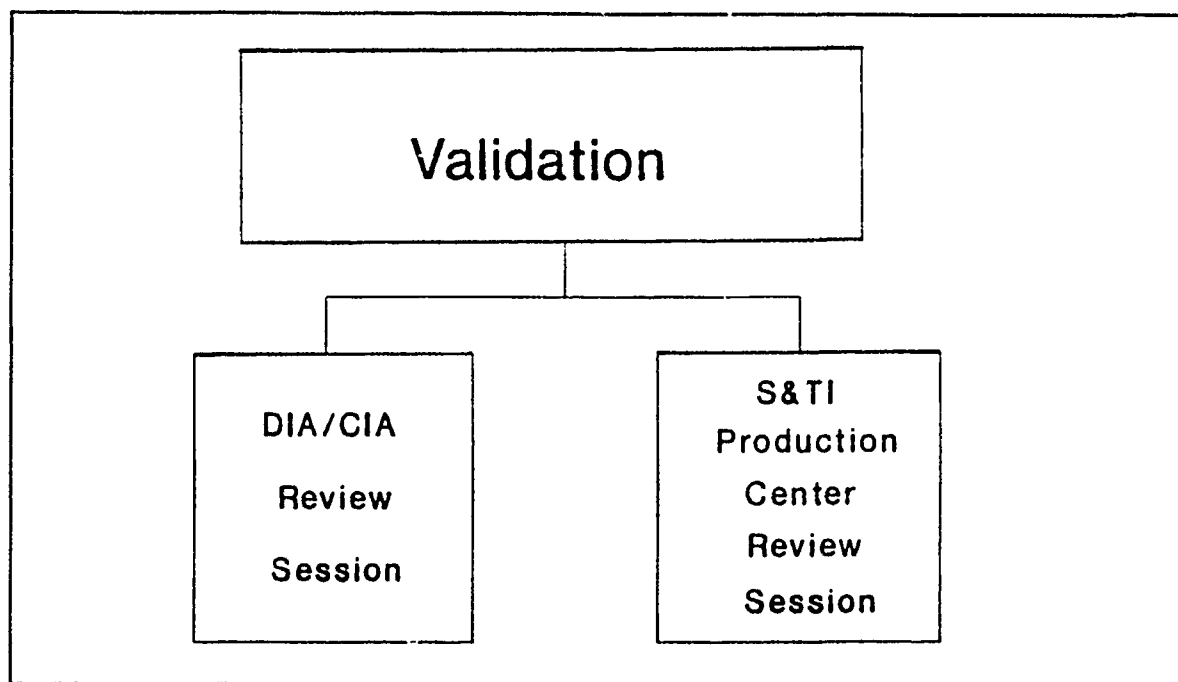 Validation
DIA/CIA
Review
Session
S&TI
Production
Center
Review
Session